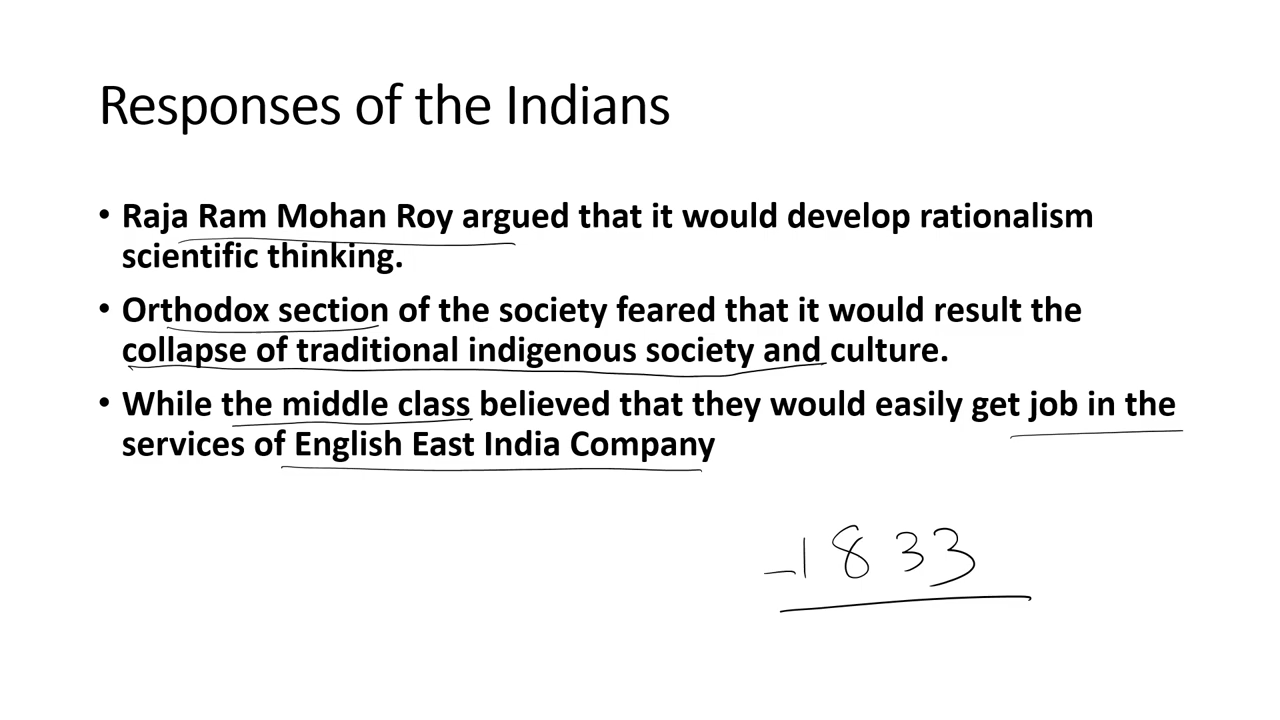 Responses of the Indians
• Raja Ram Mohan Roy argued that it would develop rationalism
scientific thinking.
• Orthodox section of the society feared that it would result the
collapse of traditional indigenous society and culture.
• While the middle class believed that they would easily get job in the
services of English East India Company
1833